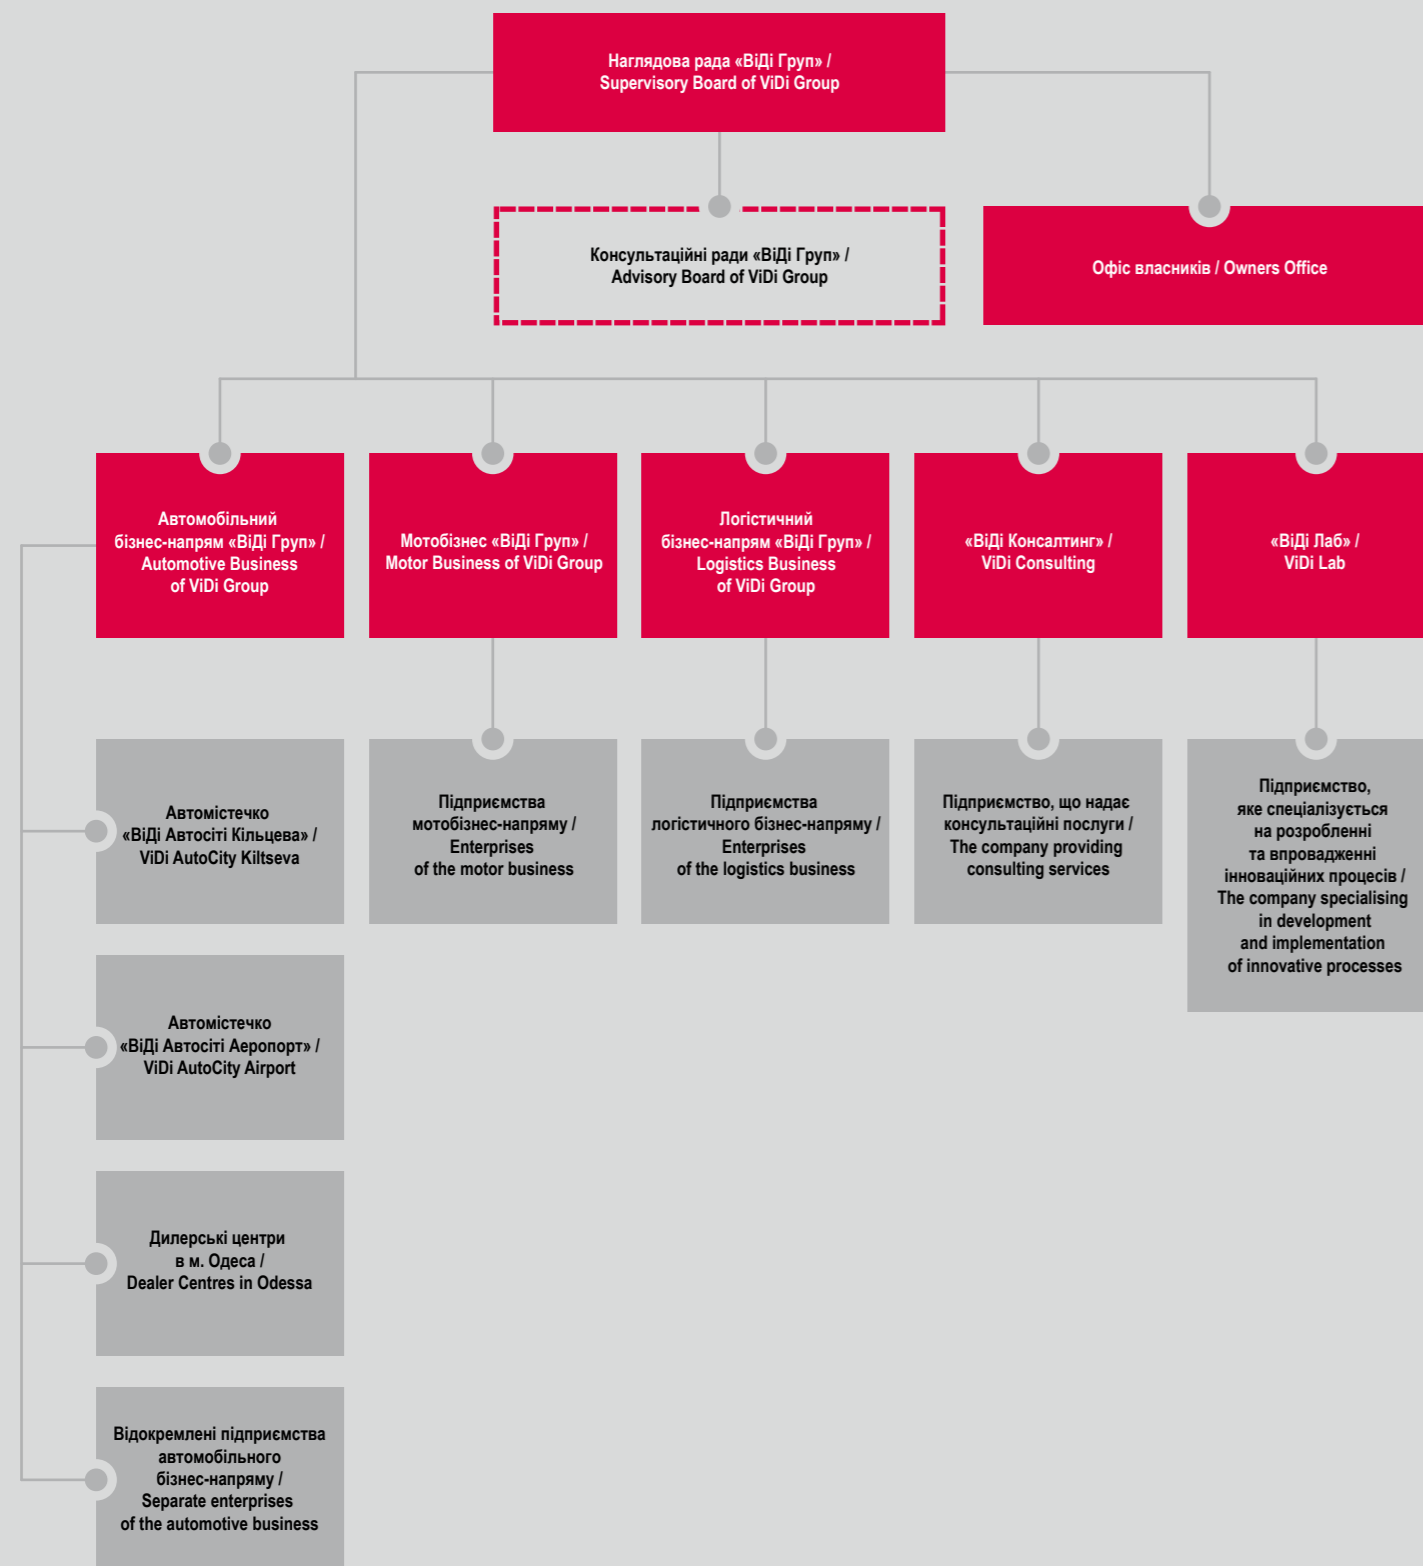 Наглядова рада «ВіДі Груп» /
Supervisory Board of ViDi Group
Консультаційні ради «ВіДі Груп» /
Advisory Board of ViDi Group
Офіс власників / Owners Office
Автомобільний
бізнес-напрям «ВіДі Груп» /
Automotive Business
of ViDi Group
Мотобізнес «ВіДі Груп» /
Motor Business of ViDi Group
Логістичний
бізнес-напрям «ВіДі Груп» /
Logistics Business
of ViDi Group
«ВіДі Консалтинг» /
ViDi Consulting
«ВіДі Лаб» /
ViDi Lab
Автомістечко
«ВіДі Автосіті Кільцева» /
ViDi AutoCity Kiltseva
Підприємства
мотобізнес-напряму /
Enterprises
of the motor business
Підприємства
логістичного бізнес-напряму /
Enterprises
of the logistics business
Підприємство, що надає
консультаційні послуги /
The company providing
consulting services
Підприємство,
яке спеціалізується
на розробленні
та впровадженні
інноваційних процесів /
The company specialising
in development
and implementation
of innovative processes
Автомістечко
«ВіДі Автосіті Аеропорт» /
ViDi AutoCity Airport
Дилерські центри
в м. Одеса /
Dealer Centres in Odessa
Відокремлені підприємства
автомобільного
бізнес-напряму /
Separate enterprises
of the automotive business